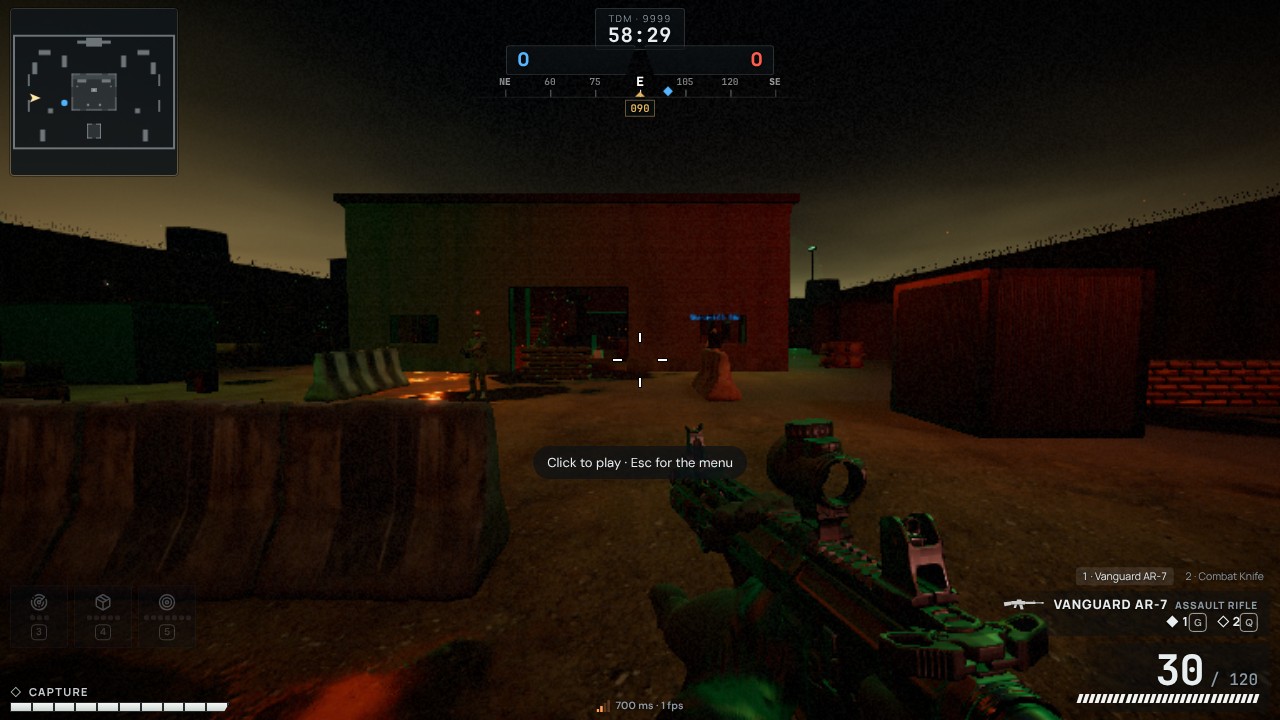 TDM · 9999
58:29
0 0
NE 60 75 E 105 120 SE
090
Click to play · Esc for the menu
1 · Vanguard AR-7 2 · Combat Knife
VANGUARD AR-7 ASSAULT RIFLE
1 G 2 Q
3 4 5
30 / 120
CAPTURE
700 ms · 1 fps